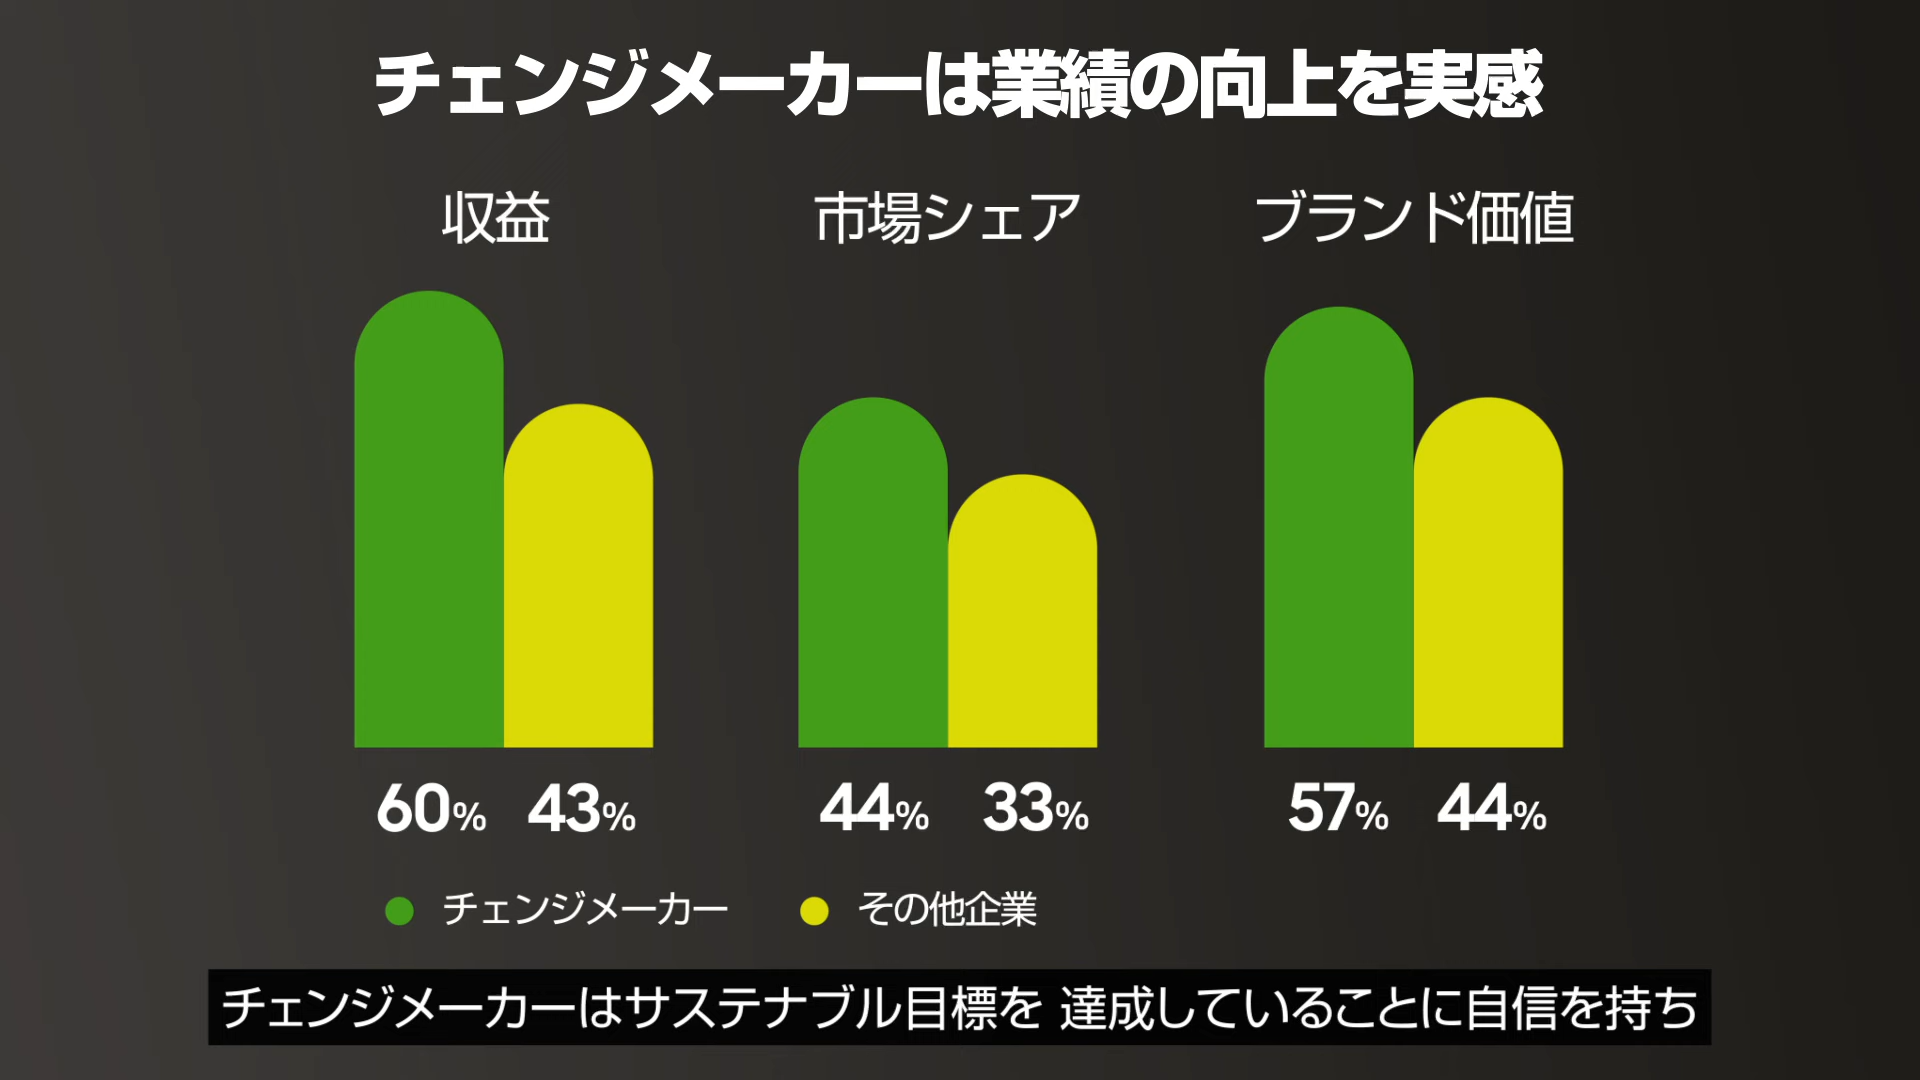 チェンジメーカーは業績の向上を実感
収益
市場シェア
ブランド価値
60% 43%
44% 33%
57% 44%
チェンジメーカー
その他企業
チェンジメーカーはサステナブル目標を 達成していることに自信を持ち